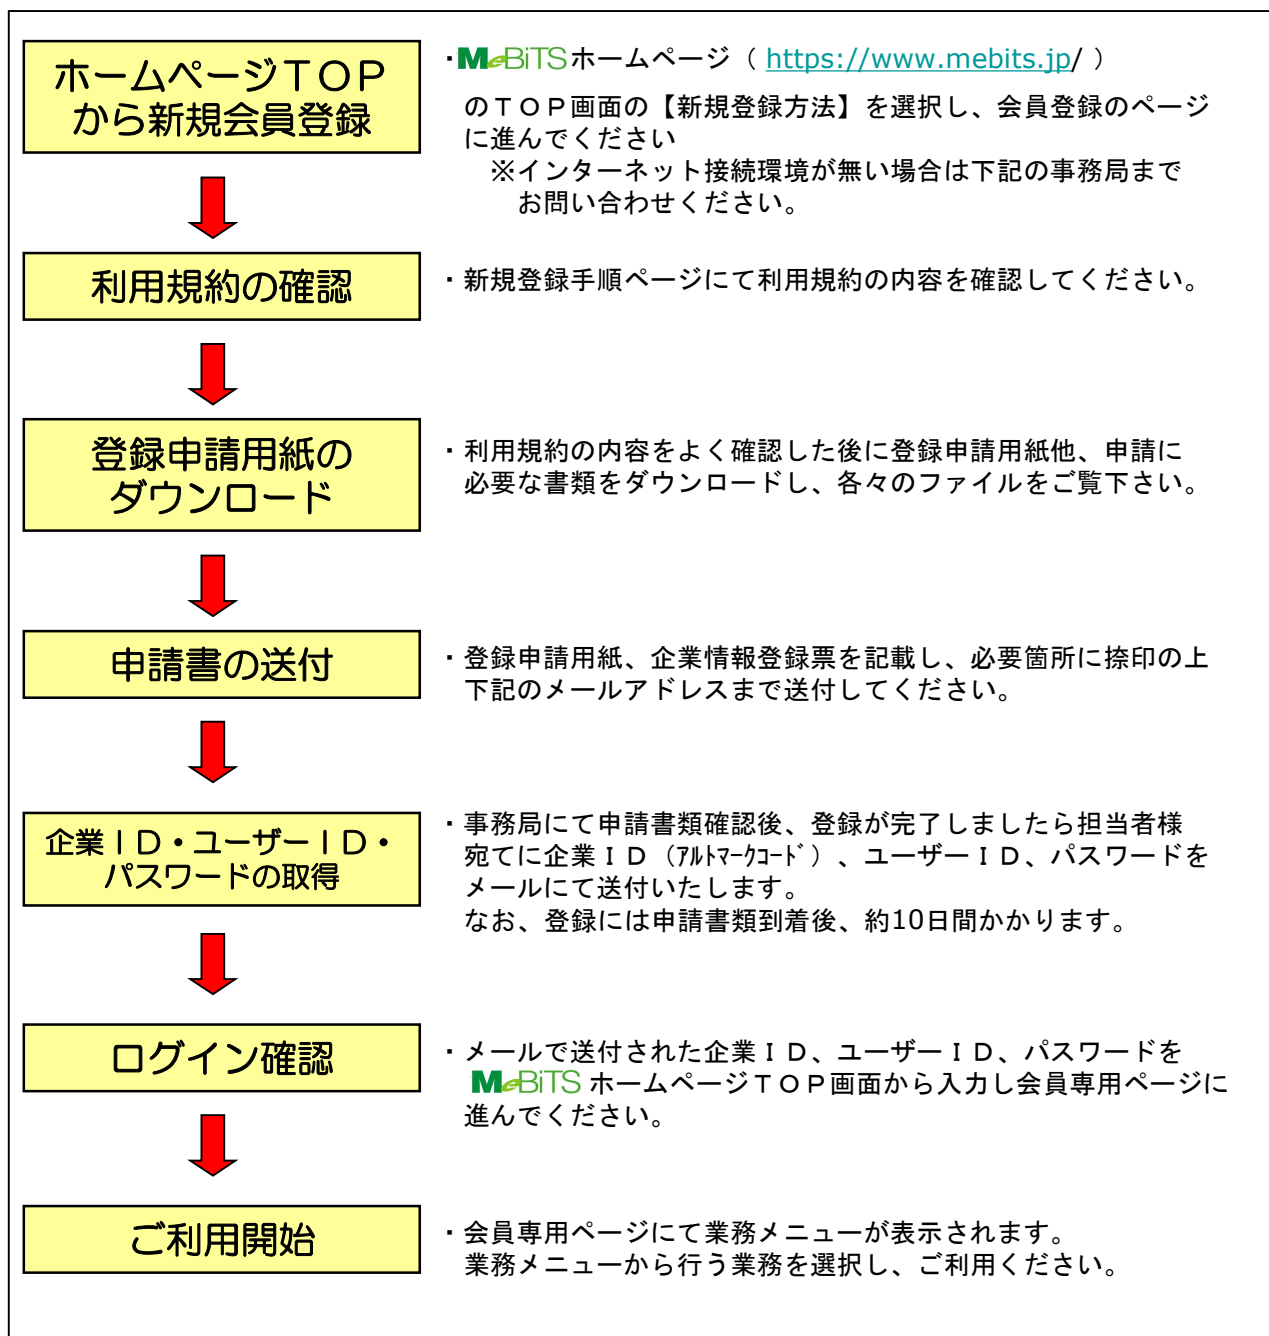 ホームページＴＯＰ
から新規会員登録
・MeBiTSホームページ（ https://www.mebits.jp/ ）
のＴＯＰ画面の【新規登録方法】を選択し、会員登録のページ
に進んでください
※インターネット接続環境が無い場合は下記の事務局まで
お問い合わせください。
利用規約の確認
・新規登録手順ページにて利用規約の内容を確認してください。
登録申請用紙の
ダウンロード
・利用規約の内容をよく確認した後に登録申請用紙他、申請に
必要な書類をダウンロードし、各々のファイルをご覧下さい。
申請書の送付
・登録申請用紙、企業情報登録票を記載し、必要箇所に捺印の上
下記のメールアドレスまで送付してください。
企業ＩＤ・ユーザーＩＤ・
パスワードの取得
・事務局にて申請書類確認後、登録が完了しましたら担当者様
宛てに企業ＩＤ（ｱﾙﾄﾏｰｸｺｰﾄﾞ）、ユーザーＩＤ、パスワードを
メールにて送付いたします。
なお、登録には申請書類到着後、約10日間かかります。
ログイン確認
・メールで送付された企業ＩＤ、ユーザーＩＤ、パスワードを
MeBiTS ホームページＴＯＰ画面から入力し会員専用ページに
進んでください。
ご利用開始
・会員専用ページにて業務メニューが表示されます。
業務メニューから行う業務を選択し、ご利用ください。